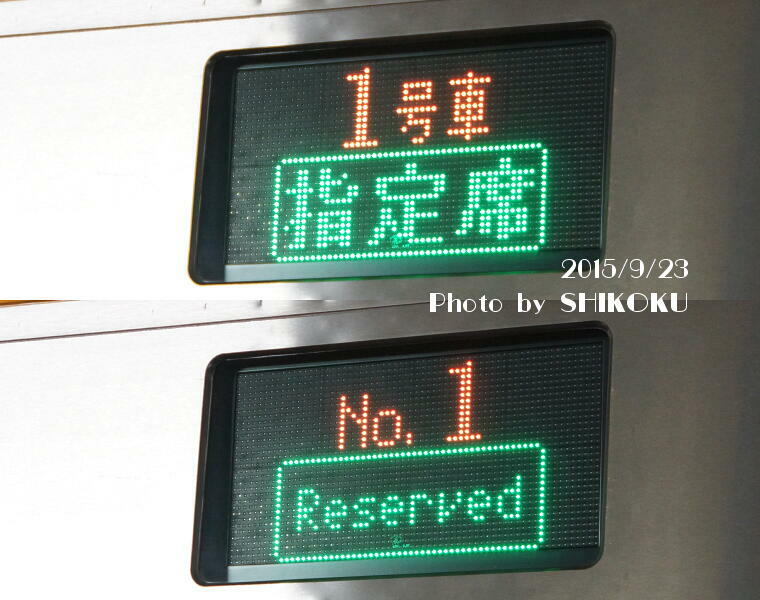 1号車
指定席
2015/9/23
Photo by SHIKOKU
No. 1
Reserved